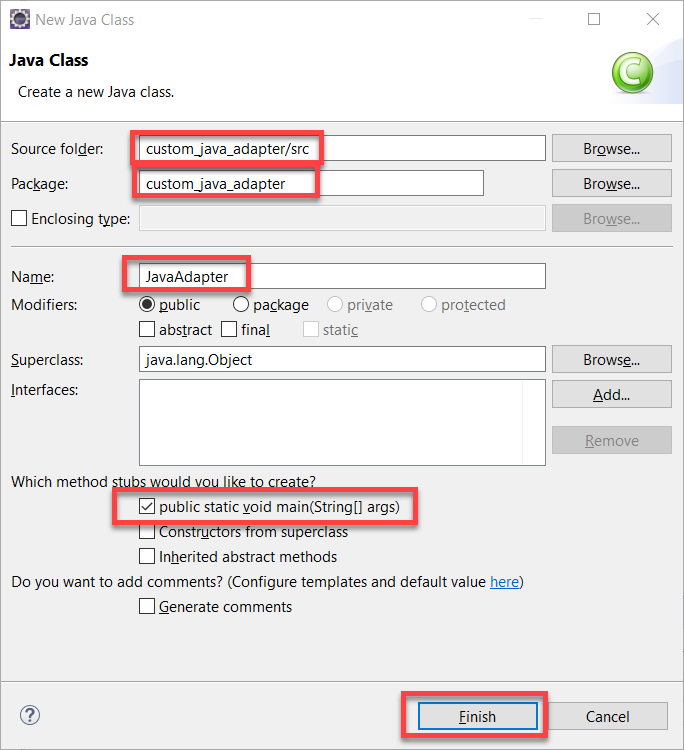 New Java Class
Java Class
Create a new Java class.
C
Source folder: custom_java_adapter/src Browse...
Package: custom_java_adapter Browse...
Enclosing type: Browse...
Name: JavaAdapter
Modifiers: public package private protected
abstract final static
Superclass: java.lang.Object Browse...
Interfaces: Add...
Remove
Which method stubs would you like to create?
public static void main(String[] args)
Constructors from superclass
Inherited abstract methods
Do you want to add comments? (Configure templates and default value here)
Generate comments
? Finish Cancel